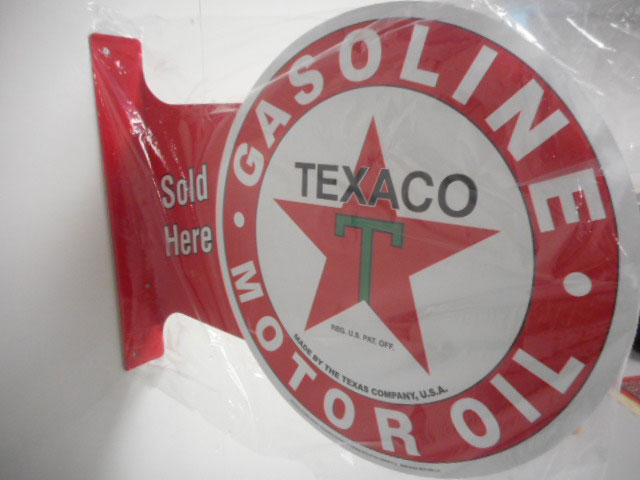 Sold
Here
GASOLINE
TEXACO
T
REG. U.S. PAT. OFF.
MADE BY THE TEXAS COMPANY, U.S.A.
MOTOR OIL